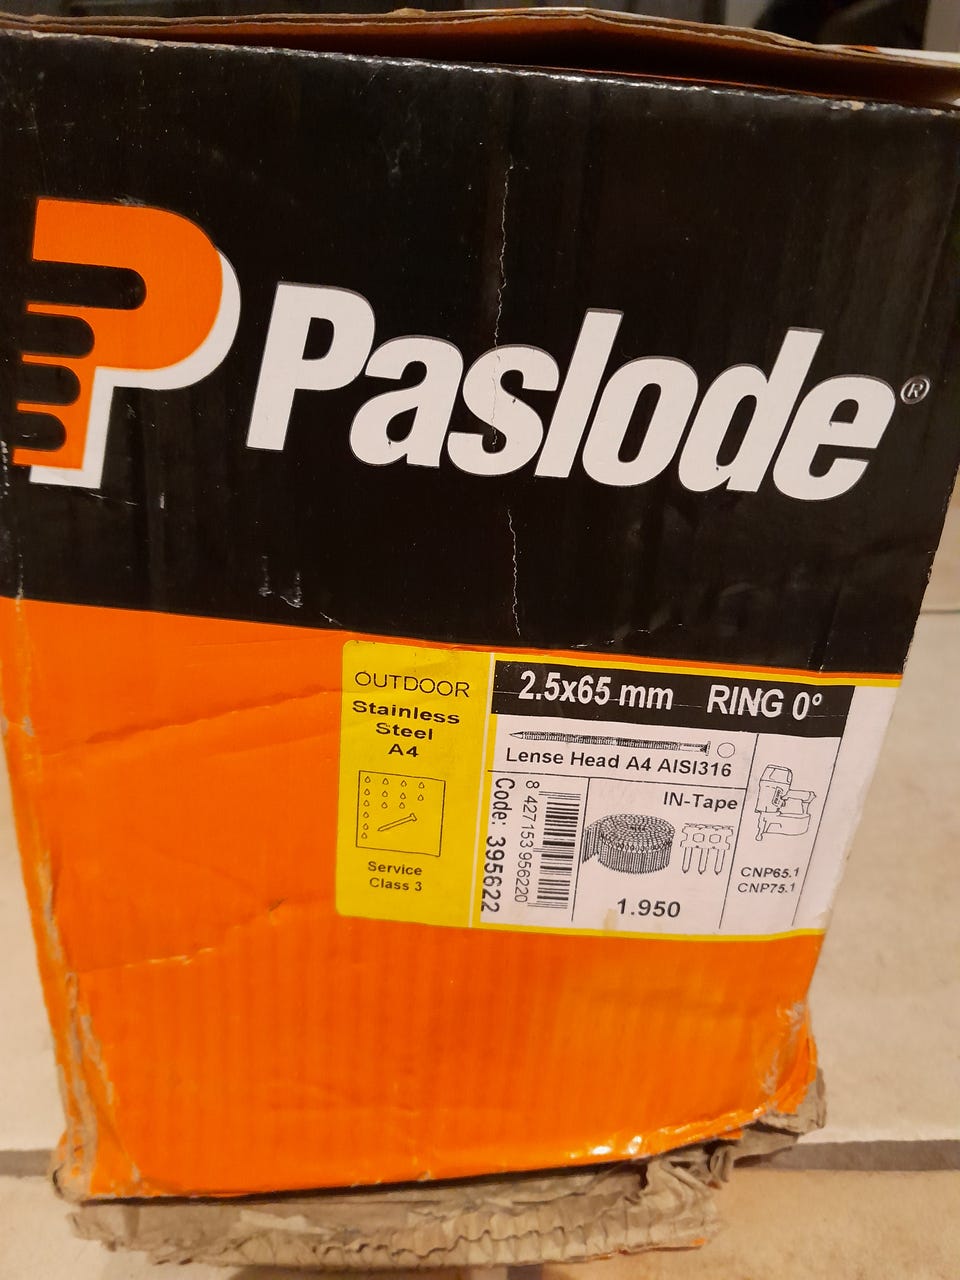 Paslode®
OUTDOOR
Stainless
Steel
A4
Service
Class 3
2.5x65 mm RING 0°
Lense Head A4 AISI316
Code: 395622
8 427153 956220
IN-Tape
1.950
CNP65.1
CNP75.1